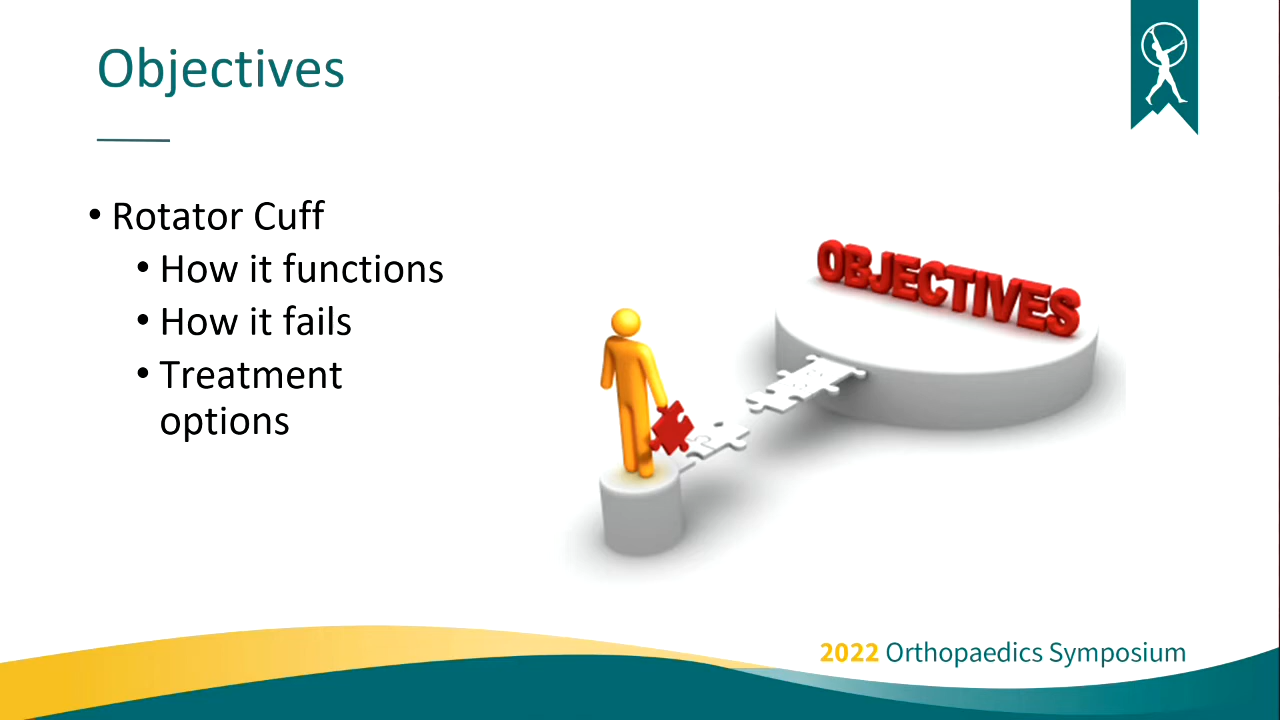 Objectives
• Rotator Cuff
• How it functions
• How it fails
• Treatment
options
OBJECTIVES
2022 Orthopaedics Symposium